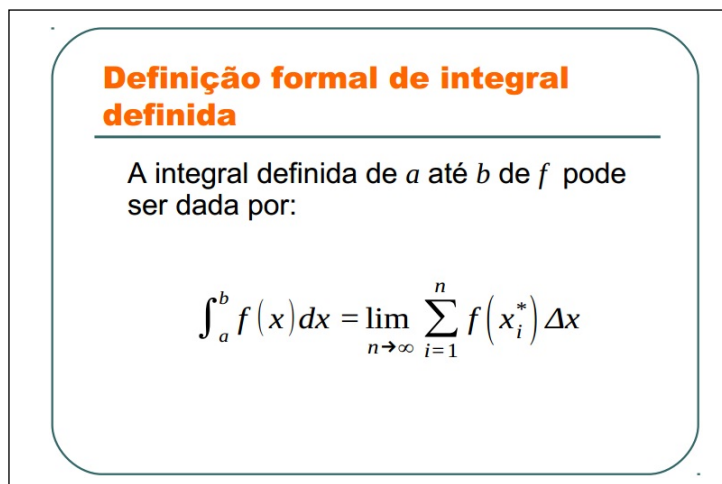 Definição formal de integral
definida
A integral definida de a até b de f pode
ser dada por:
∫_a^b f(x)dx = lim_{n→∞} ∑_{i=1}^n f(x_i^*) Δx